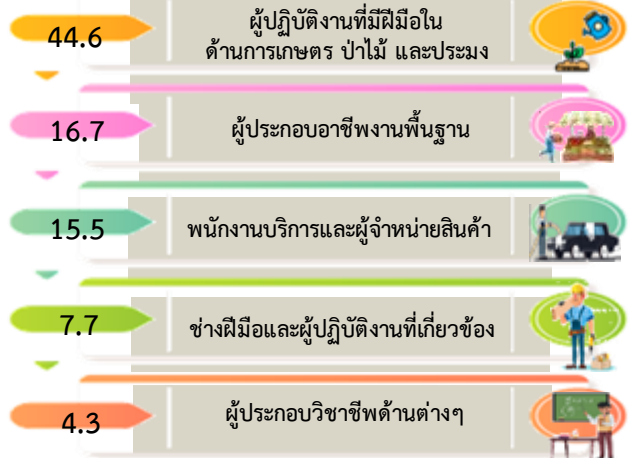 44.6
ผู้ปฏิบัติงานที่มีฝีมือใน
ด้านการเกษตร ป่าไม้ และประมง
16.7
ผู้ประกอบอาชีพงานพื้นฐาน
15.5
พนักงานบริการและผู้จำหน่ายสินค้า
7.7
ช่างฝีมือและผู้ปฏิบัติงานที่เกี่ยวข้อง
4.3
ผู้ประกอบวิชาชีพด้านต่างๆ